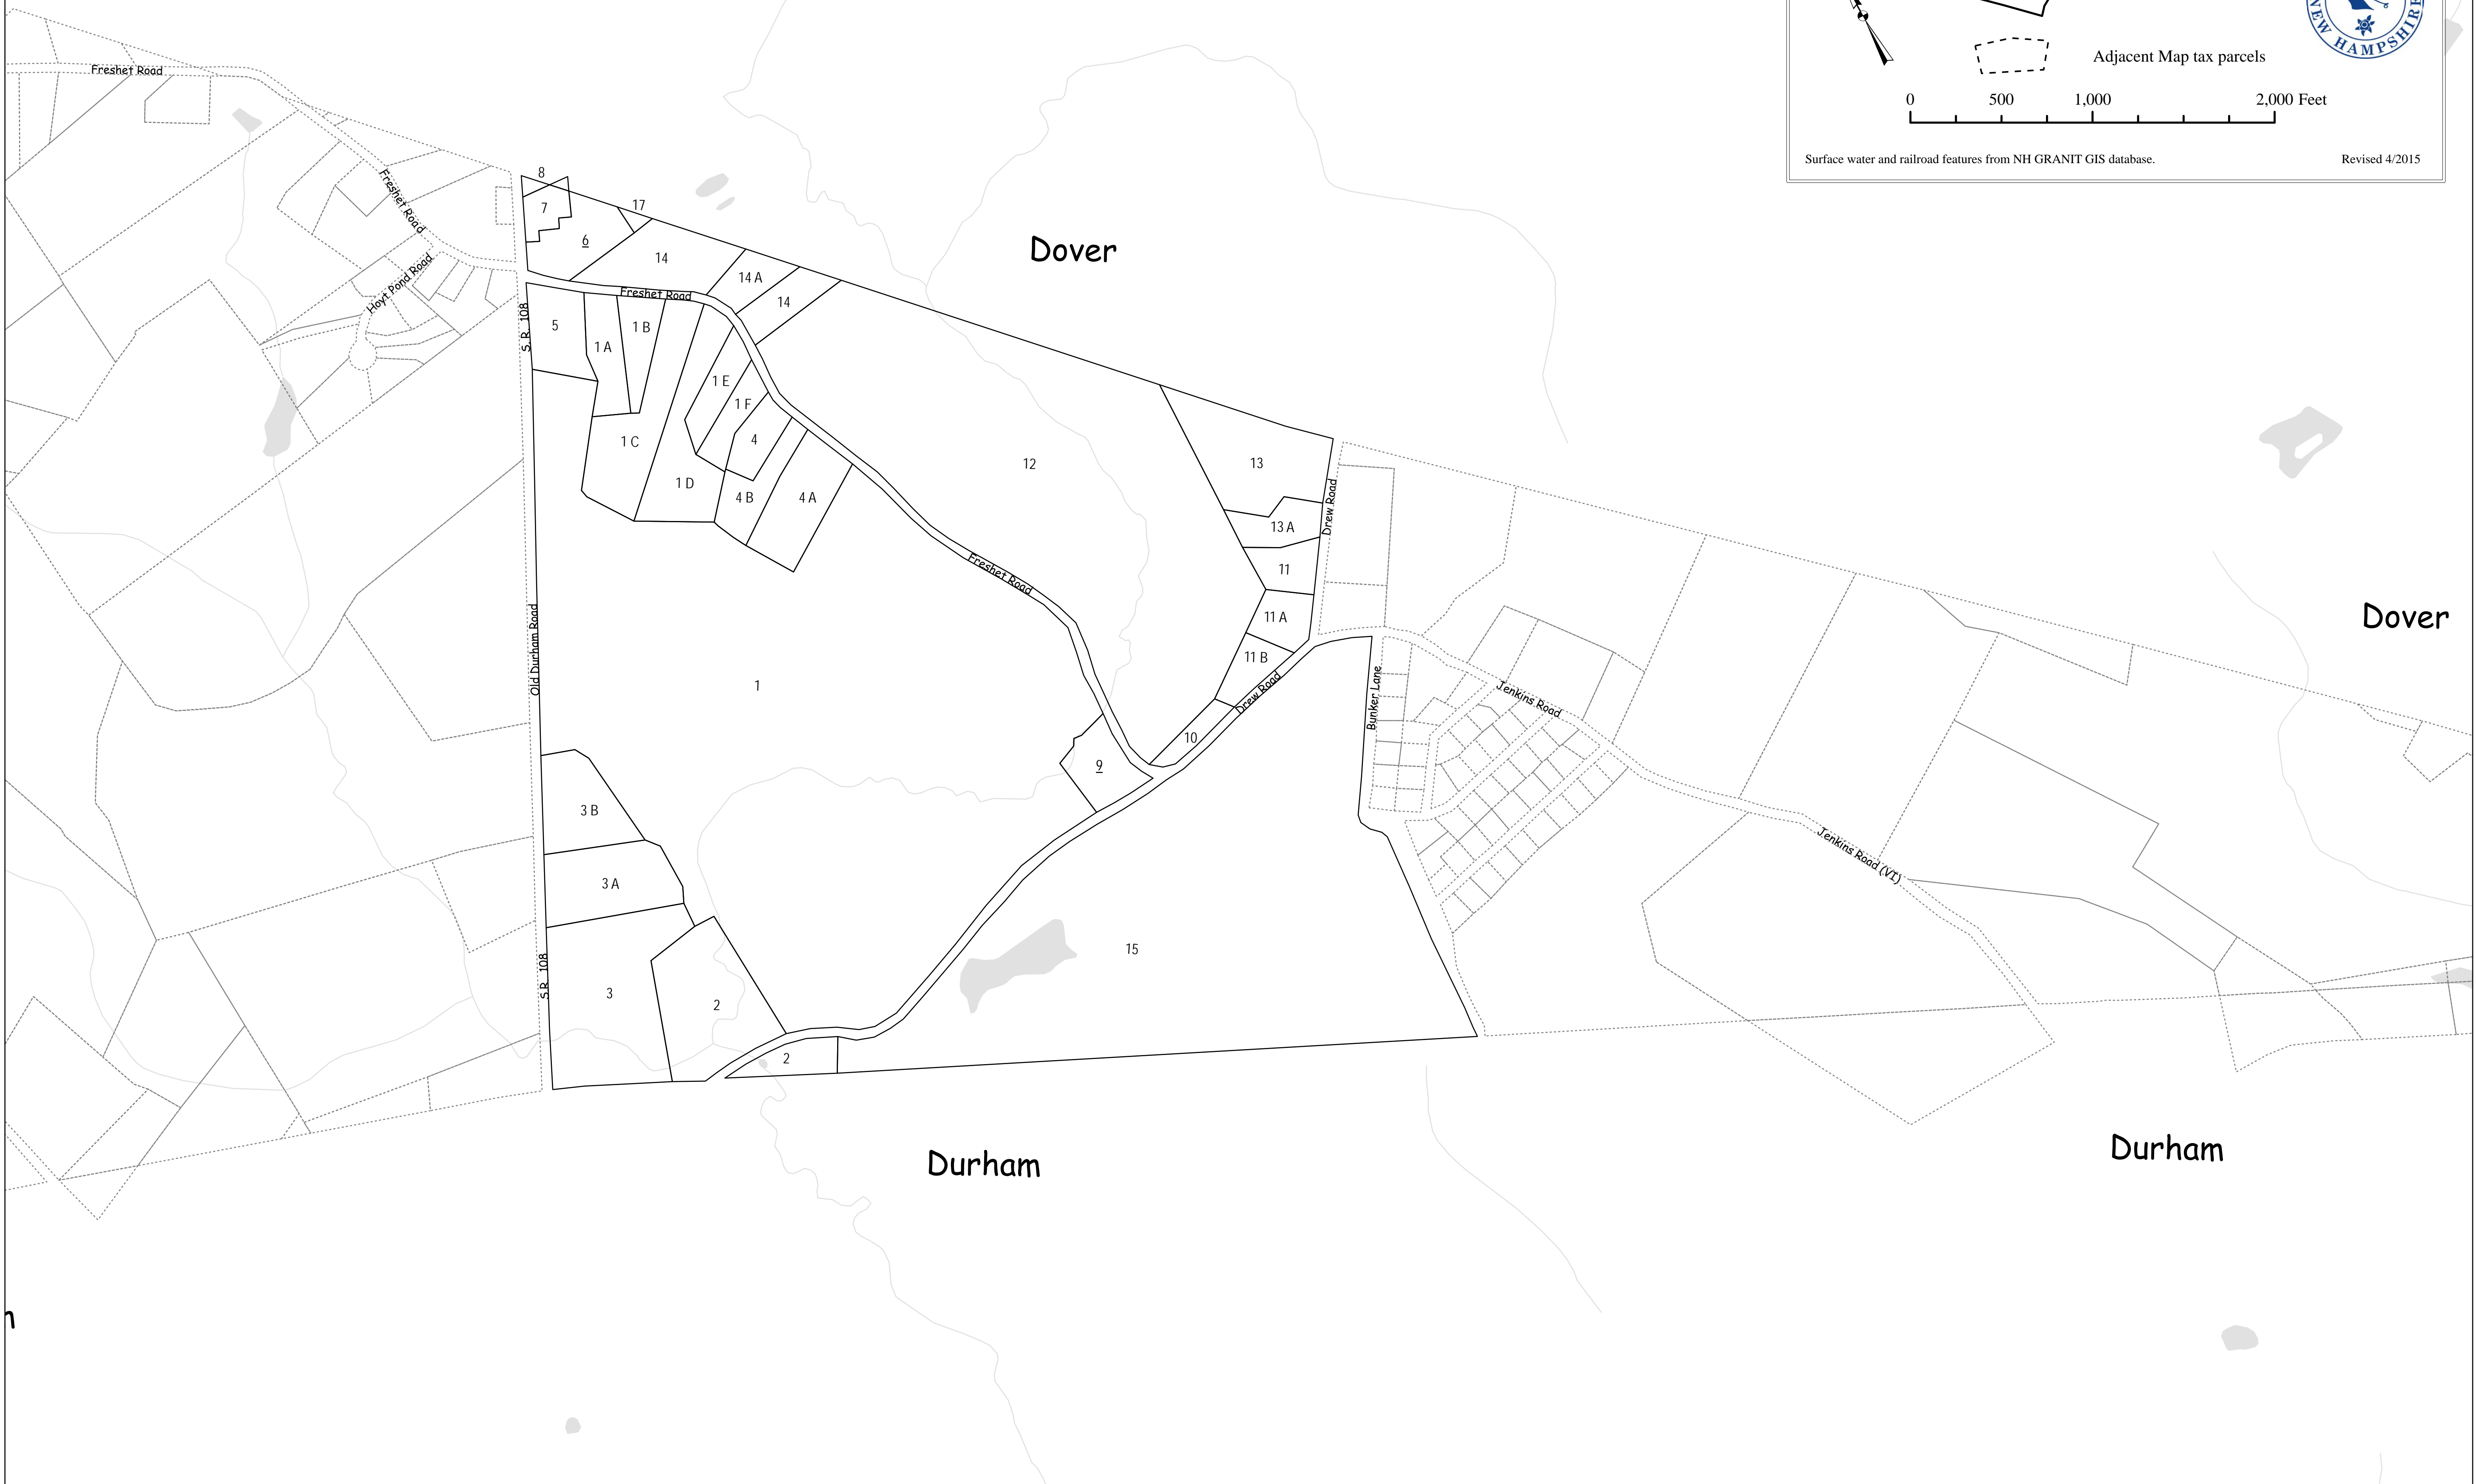 NEW HAMPSHIRE
Adjacent Map tax parcels
0 500 1,000 2,000 Feet
Surface water and railroad features from NH GRANIT GIS database. Revised 4/2015
Freshet Road
Freshet Road
Hoyt Pond Road
8
7
17
6
14
14 A
14
Dover
Freshet Road
S. R. 108
5
1 A
1 B
1 E
1 F
1 C
4
1 D
4 B
4 A
12
13
13 A
Drew Road
11
Freshet Road
11 A
Dover
11 B
Old Durham Road
1
Drew Road
Bunker Lane
Jenkins Road
10
9
3 B
Jenkins Road (VI)
3 A
15
S.R. 108
3
2
2
Durham
Durham